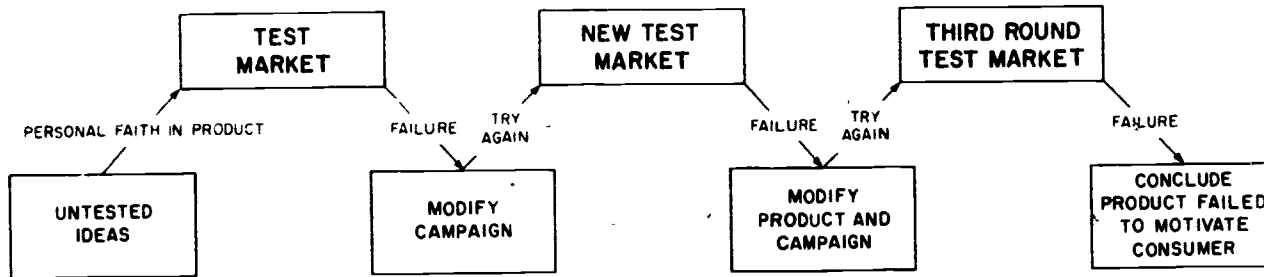 TEST
MARKET
NEW TEST
MARKET
THIRD ROUND
TEST MARKET
PERSONAL FAITH IN PRODUCT
FAILURE
TRY
AGAIN
FAILURE
TRY
AGAIN
FAILURE
UNTESTED
IDEAS
MODIFY
CAMPAIGN
MODIFY
PRODUCT AND
CAMPAIGN
CONCLUDE
PRODUCT FAILED
TO MOTIVATE
CONSUMER